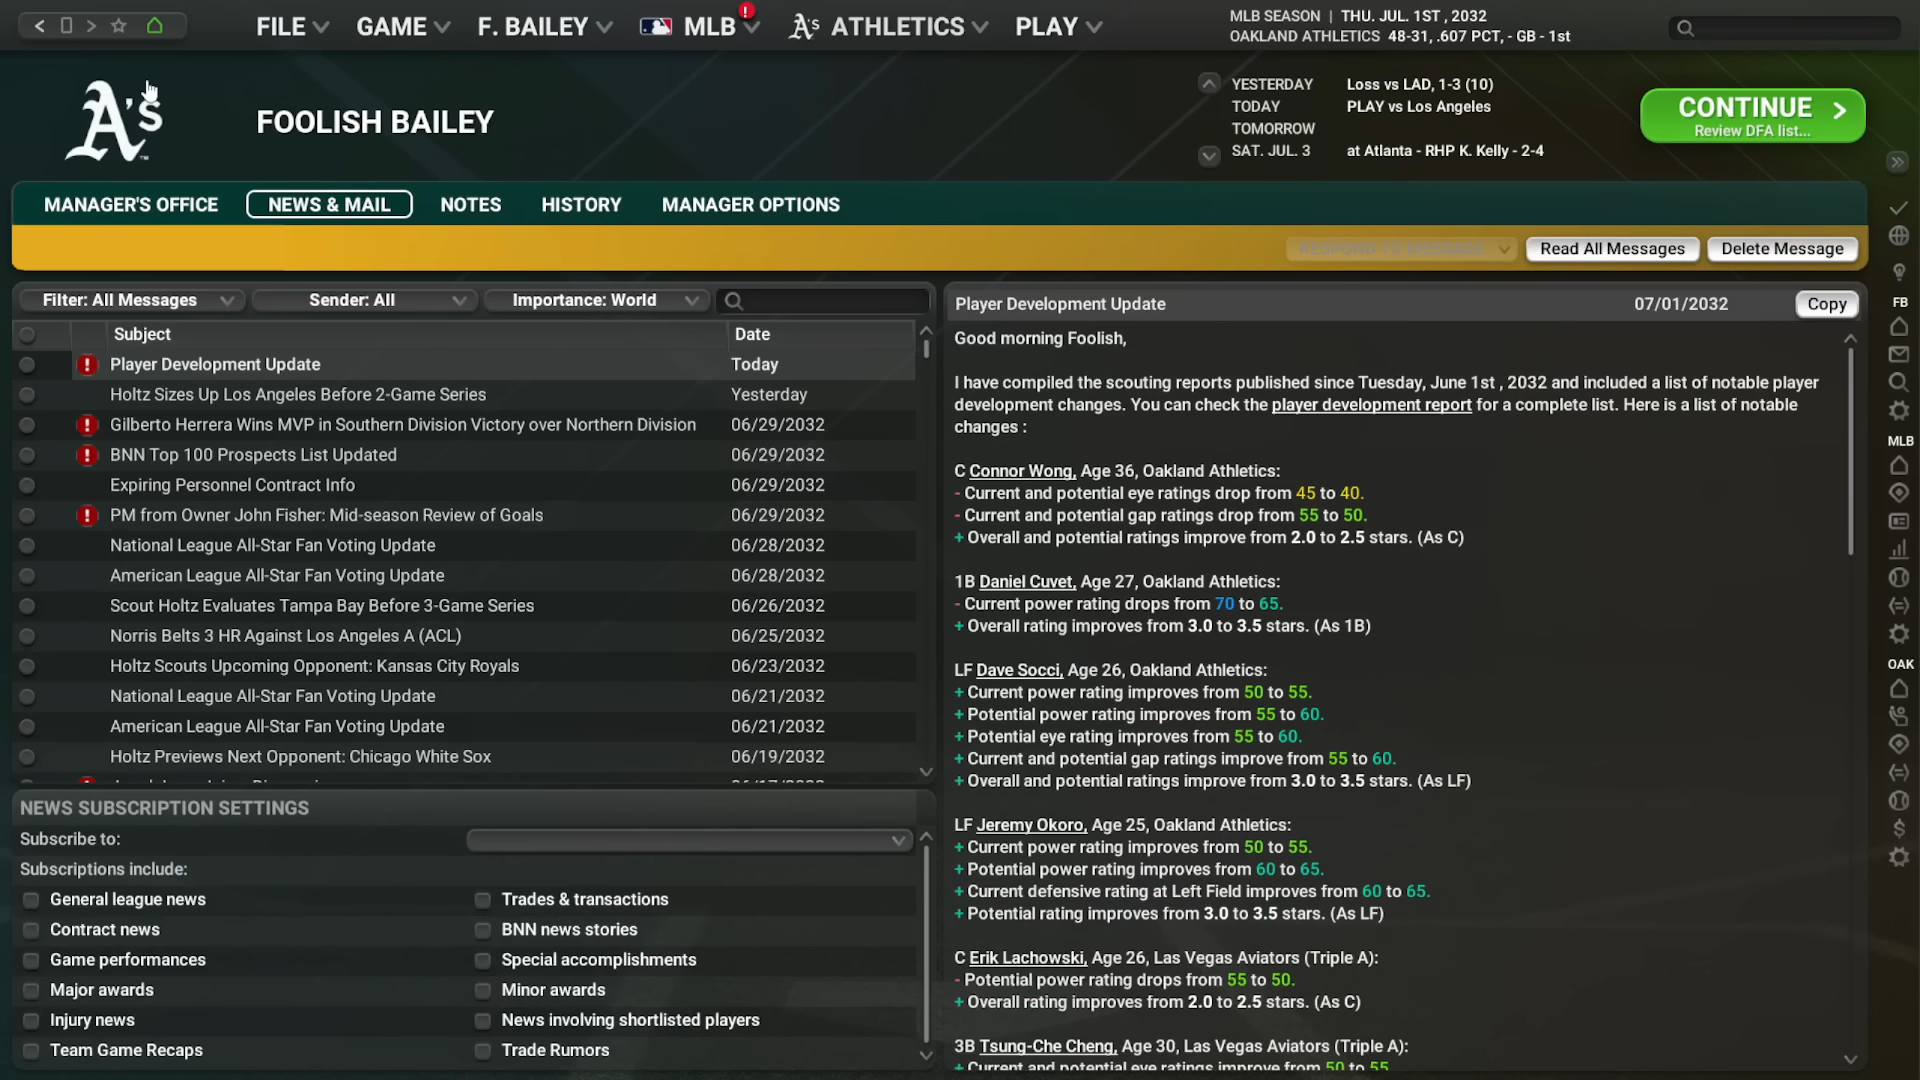 FILE
GAME
F. BAILEY
MLB
A's ATHLETICS
PLAY
MLB SEASON | THU. JUL. 1ST , 2032
OAKLAND ATHLETICS 48-31, .607 PCT, - GB - 1st
A's
FOOLISH BAILEY
YESTERDAY Loss vs LAD, 1-3 (10)
TODAY PLAY vs Los Angeles
TOMORROW
SAT. JUL. 3 at Atlanta - RHP K. Kelly - 2-4
CONTINUE
Review DFA list...
MANAGER'S OFFICE
NEWS & MAIL
NOTES
HISTORY
MANAGER OPTIONS
RESPOND TO MESSAGE
Read All Messages
Delete Message
Filter: All Messages
Sender: All
Importance: World
Subject Date
Player Development Update Today
Holtz Sizes Up Los Angeles Before 2-Game Series Yesterday
Gilberto Herrera Wins MVP in Southern Division Victory over Northern Division 06/29/2032
BNN Top 100 Prospects List Updated 06/29/2032
Expiring Personnel Contract Info 06/29/2032
PM from Owner John Fisher: Mid-season Review of Goals 06/29/2032
National League All-Star Fan Voting Update 06/28/2032
American League All-Star Fan Voting Update 06/28/2032
Scout Holtz Evaluates Tampa Bay Before 3-Game Series 06/26/2032
Norris Belts 3 HR Against Los Angeles A (ACL) 06/25/2032
Holtz Scouts Upcoming Opponent: Kansas City Royals 06/23/2032
National League All-Star Fan Voting Update 06/21/2032
American League All-Star Fan Voting Update 06/21/2032
Holtz Previews Next Opponent: Chicago White Sox 06/19/2032
NEWS SUBSCRIPTION SETTINGS
Subscribe to:
Subscriptions include:
General league news
Trades & transactions
Contract news
BNN news stories
Game performances
Special accomplishments
Major awards
Minor awards
Injury news
News involving shortlisted players
Team Game Recaps
Trade Rumors
Player Development Update 07/01/2032 Copy
Good morning Foolish,
I have compiled the scouting reports published since Tuesday, June 1st , 2032 and included a list of notable player
development changes. You can check the player development report for a complete list. Here is a list of notable
changes :
C Connor Wong, Age 36, Oakland Athletics:
- Current and potential eye ratings drop from 45 to 40.
- Current and potential gap ratings drop from 55 to 50.
+ Overall and potential ratings improve from 2.0 to 2.5 stars. (As C)
1B Daniel Cuvet, Age 27, Oakland Athletics:
- Current power rating drops from 70 to 65.
+ Overall rating improves from 3.0 to 3.5 stars. (As 1B)
LF Dave Socci, Age 26, Oakland Athletics:
+ Current power rating improves from 50 to 55.
+ Potential power rating improves from 55 to 60.
+ Potential eye rating improves from 55 to 60.
+ Current and potential gap ratings improve from 55 to 60.
+ Overall and potential ratings improve from 3.0 to 3.5 stars. (As LF)
LF Jeremy Okoro, Age 25, Oakland Athletics:
+ Current power rating improves from 50 to 55.
+ Potential power rating improves from 60 to 65.
+ Current defensive rating at Left Field improves from 60 to 65.
+ Potential rating improves from 3.0 to 3.5 stars. (As LF)
C Erik Lachowski, Age 26, Las Vegas Aviators (Triple A):
- Potential power rating drops from 55 to 50.
+ Overall rating improves from 2.0 to 2.5 stars. (As C)
3B Tsung-Che Cheng, Age 30, Las Vegas Aviators (Triple A):
+ Current and potential eye ratings improve from 50 to 55.
FB
MLB
OAK